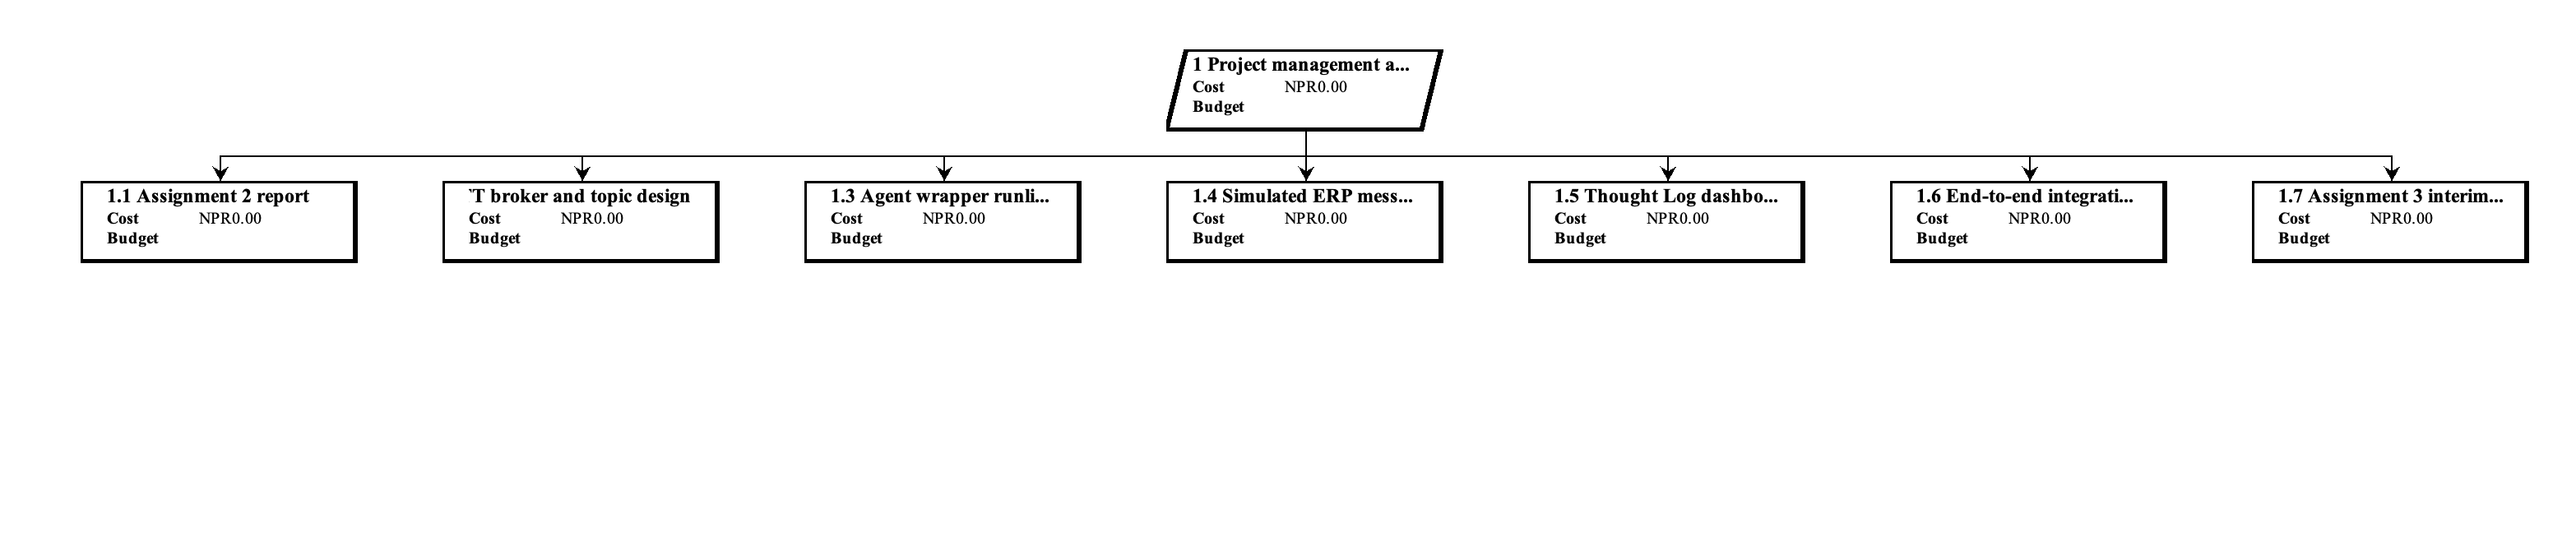 1 Project management a...
Cost NPR0.00
Budget
1.1 Assignment 2 report
Cost NPR0.00
Budget
'T broker and topic design
Cost NPR0.00
Budget
1.3 Agent wrapper runli...
Cost NPR0.00
Budget
1.4 Simulated ERP mess...
Cost NPR0.00
Budget
1.5 Thought Log dashbo...
Cost NPR0.00
Budget
1.6 End-to-end integrati...
Cost NPR0.00
Budget
1.7 Assignment 3 interim...
Cost NPR0.00
Budget